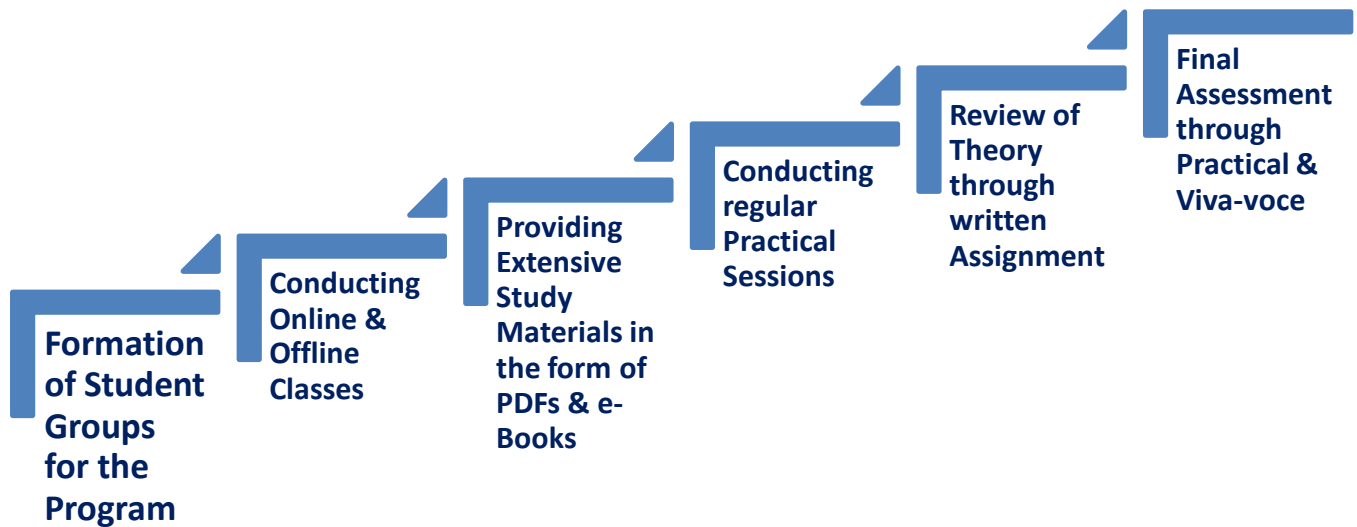 Formation
of Student
Groups
for the
Program
Conducting
Online &
Offline
Classes
Providing
Extensive
Study
Materials in
the form of
PDFs & e-
Books
Conducting
regular
Practical
Sessions
Review of
Theory
through
written
Assignment
Final
Assessment
through
Practical &
Viva-voce